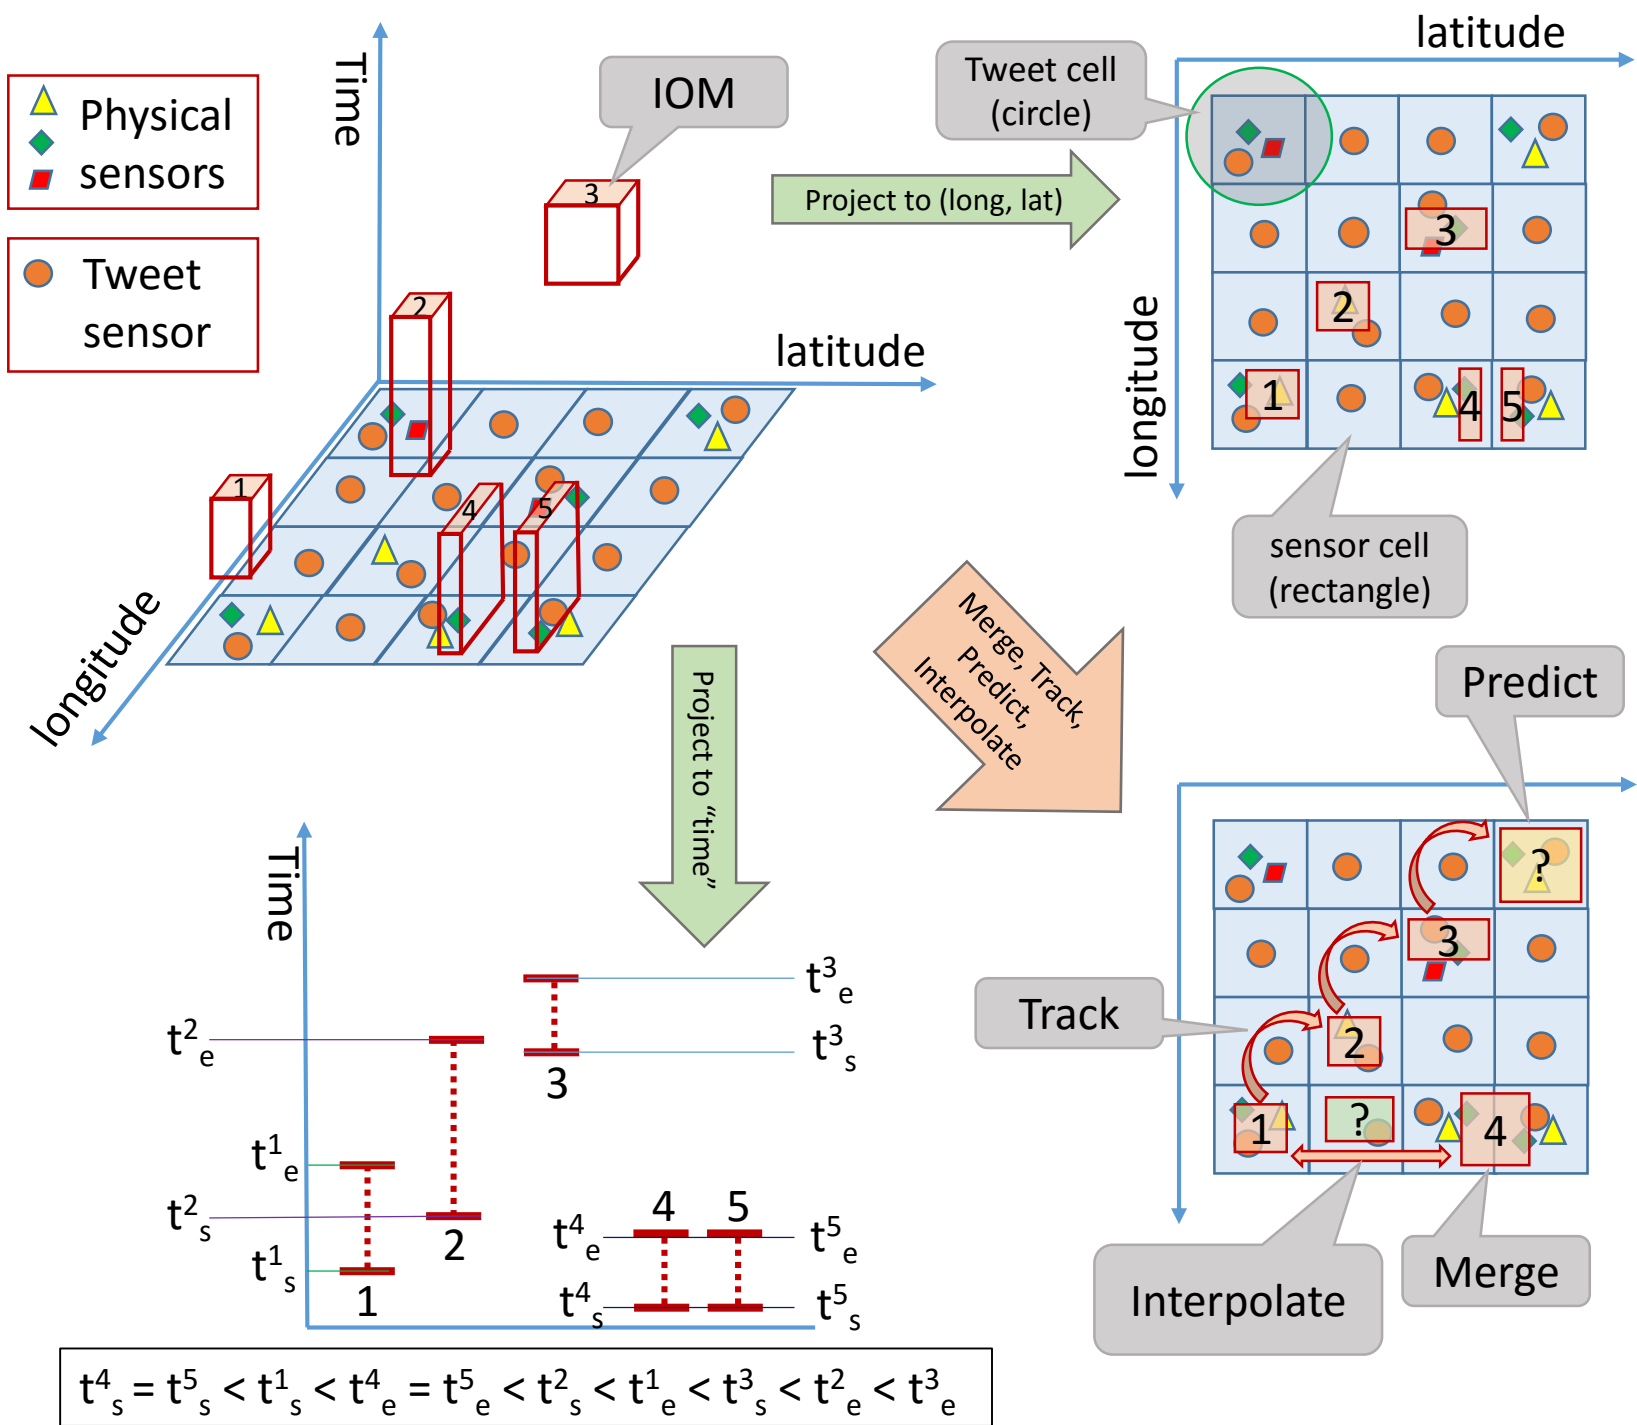 Time
Physical
sensors
Tweet
sensor
IOM
3
2
1
4
5
latitude
longitude
Project to (long, lat)
Tweet cell
(circle)
latitude
longitude
3
2
1
4
5
sensor cell
(rectangle)
Project to “time”
Merge, Track,
Predict,
Interpolate
Predict
?
3
Track
2
1
?
4
Interpolate
Merge
Time
t³ₑ
t²ₑ
t³ₛ
3
t¹ₑ
t²ₛ
2
4
5
t⁴ₑ
t⁵ₑ
t¹ₛ
1
t⁴ₛ
t⁵ₛ
t⁴ₛ = t⁵ₛ < t¹ₛ < t⁴ₑ = t⁵ₑ < t²ₛ < t¹ₑ < t³ₛ < t²ₑ < t³ₑ